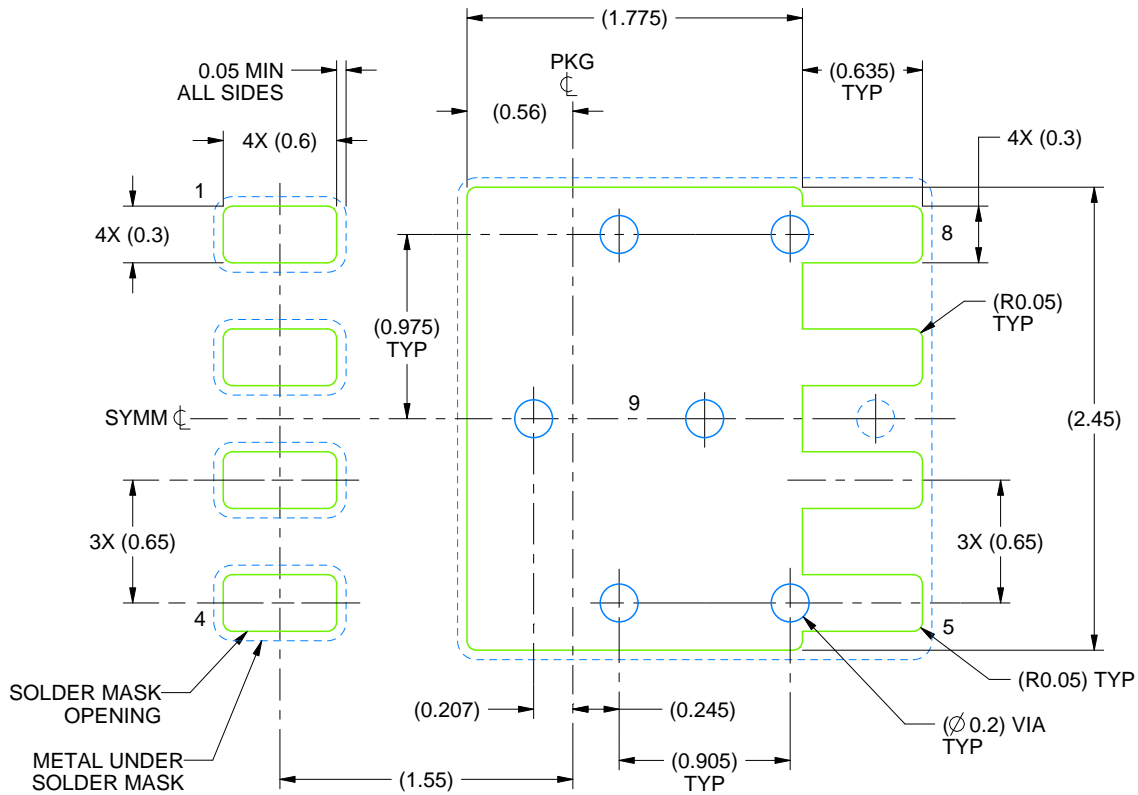 (1.775)
PKG
℄
0.05 MIN
ALL SIDES
(0.635)
TYP
(0.56)
4X (0.6)
4X (0.3)
1
4X (0.3)
8
(0.975)
TYP
(R0.05)
TYP
SYMM ℄
9
(2.45)
3X (0.65)
3X (0.65)
4
5
SOLDER MASK
OPENING
(R0.05) TYP
(0.207)
(0.245)
(∅ 0.2) VIA
TYP
METAL UNDER
SOLDER MASK
(0.905)
TYP
(1.55)